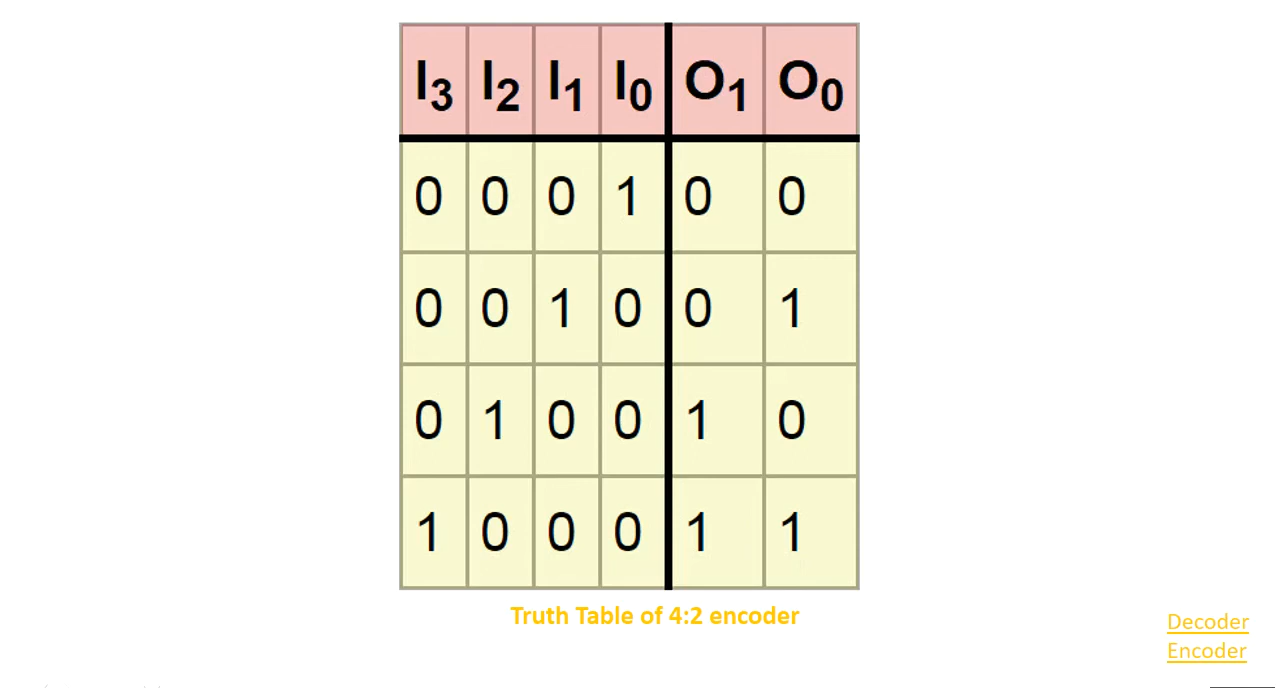 I3 I2 I1 I0 O1 O0
0 0 0 1 0 0
0 0 1 0 0 1
0 1 0 0 1 0
1 0 0 0 1 1
Truth Table of 4:2 encoder
Decoder
Encoder